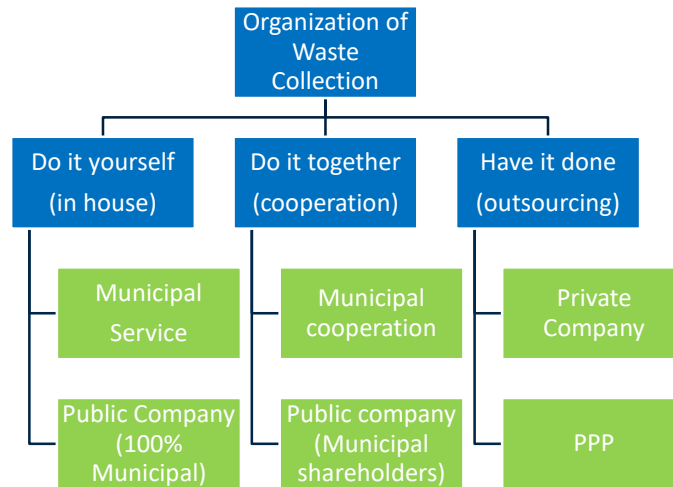 Organization of
Waste
Collection
Do it yourself
(in house)
Do it together
(cooperation)
Have it done
(outsourcing)
Municipal
Service
Municipal
cooperation
Private
Company
Public Company
(100%
Municipal)
Public company
(Municipal
shareholders)
PPP